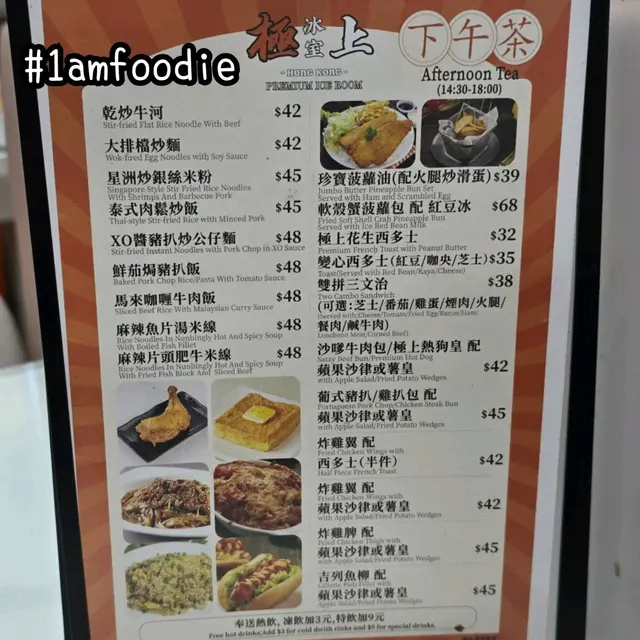 #1amfoodie
極上
冰室
- HONG KONG -
PREMIUM ICE ROOM
下午茶
Afternoon Tea
(14:30-18:00)
乾炒牛河 $42
Stir-fried Flat Rice Noodle With Beef
大排檔炒麵 $42
Wok-fired Egg Noodles with Soy Sauce
星洲炒銀絲米粉 $45
Singapore Style Stir Fried Rice Noodles
With Shrimps And Barbecue Pork
泰式肉鬆炒飯 $45
Thai-style Stir-fried Rice with Minced Pork
XO醬豬扒炒公仔麵 $48
Stir-fried Instant Noodles with Pork Chop in XO Sauce
鮮茄焗豬扒飯 $48
Baked Pork Chop Rice/Pasta With Tomato Sauce
馬來咖喱牛肉飯 $48
Sliced Beef Rice with Malaysian Curry Sauce
麻辣魚片湯米線 $48
Rice Noodles In Nunbingly Hot And Spicy Soup
With Boiled Fish Fillet
麻辣片頭肥牛米線 $48
Rice Noodles In Nunbingly Hot And Spicy Soup
With Fried Fish Block And Sliced Beef
珍寶菠蘿油(配火腿炒滑蛋) $39
Jumbo Butter Pineapple Bun Set
Served with Ham and Scrambled Egg
軟殼蟹菠蘿包 配 紅豆冰 $68
Fried Soft Shell Crab Pineapple Bun
Served with Ice Red Bean Milk
極上花生西多士 $32
Premium French Toast with Peanut Butter
變心西多士(紅豆/咖央/芝士) $35
Toast(Served with Red Bean/Kaya/Cheese)
雙拼三文治 $38
Two Cambo Sandwich
(可選:芝士/番茄/雞蛋/煙肉/火腿/
(Served with:Cheese/Tomato/Fried Egg/Bacon/Ham/
餐肉/鹹牛肉)
Luncheon Meat/Corned Beef)
沙嗲牛肉包/極上熱狗皇 配
Satay Beef Bun/Premium Hot Dog
蘋果沙律或薯皇 $42
with Apple Salad/Fried Potato Wedges
葡式豬扒/雞扒包 配
Portuguese Pork Chop/Chicken Steak Bun
蘋果沙律或薯皇 $45
with Apple Salad/Fried Potato Wedges
炸雞翼 配
Fried Chicken Wings with
西多士(半件) $42
Half Piece French Toast
炸雞翼 配
Fried Chicken Wings with
蘋果沙律或薯皇 $42
Apple Salad/Fried Potato Wedges
炸雞髀 配
Fried Chicken Thigh with
蘋果沙律或薯皇 $45
with Apple Salad/Fried Potato Wedges
吉列魚柳 配
Fish Fillet with
蘋果沙律或薯皇 $45
Apple Salad/Fried Potato Wedges
奉送熱飲, 凍飲加3元,特飲加9元
Free hot drinks;Add $3 for cold dwith rinks and $9 for special drinks